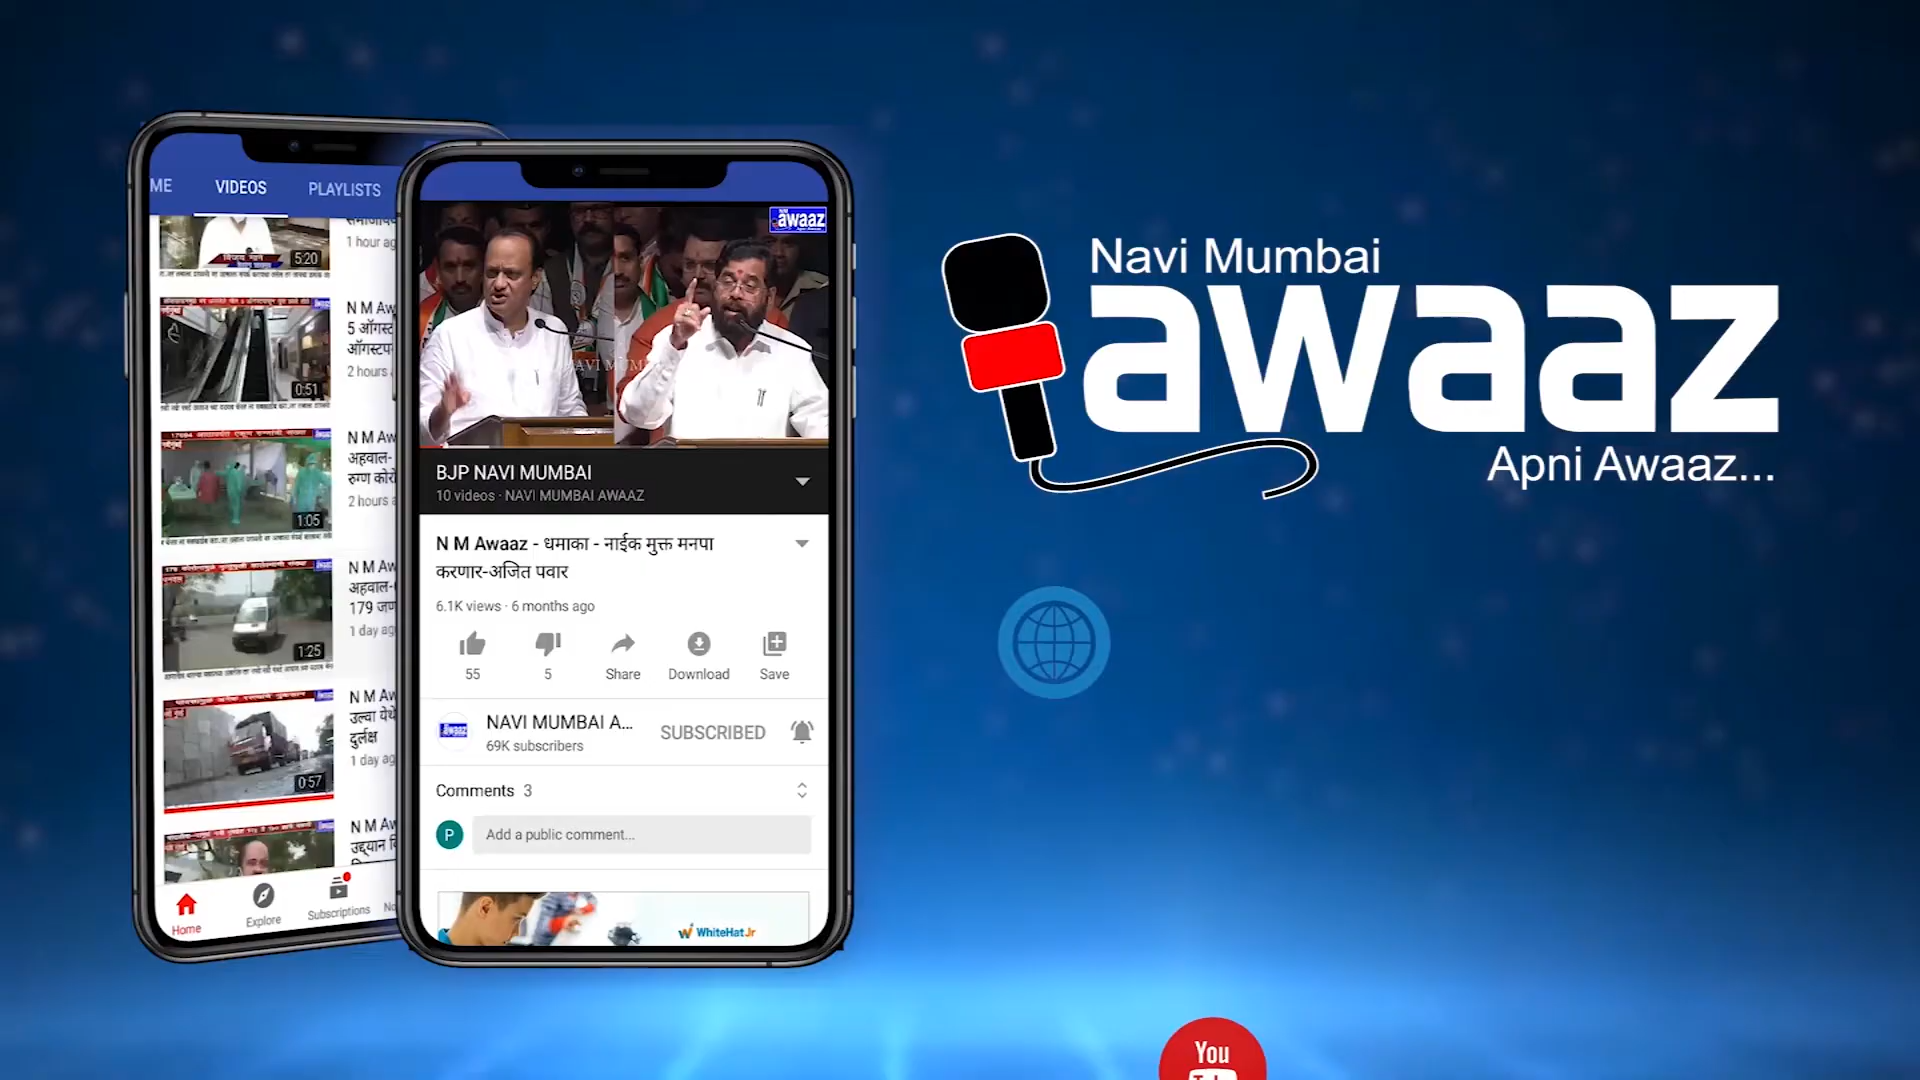 ME VIDEOS PLAYLISTS
1 hour ag
5:20
N M Aw
5 ऑगस्ट
ऑगस्टप
2 hours
0:51
N M Aw
अहवाल-
रुग्ण कोरो
2 hours a
1:05
N M Aw
अहवाल-
179 जण
1 day ag
1:25
N M Aw
उल्वा येथे
दुर्लक्ष
1 day ag
0:57
N M Aw
उद्यान वि
Home Explore Subscriptions No
awaaz
NAVI MUM
BJP NAVI MUMBAI
10 videos · NAVI MUMBAI AWAAZ
N M Awaaz - धमाका - नाईक मुक्त मनपा
करणार-अजित पवार
6.1K views · 6 months ago
55 5 Share Download Save
awaaz
NAVI MUMBAI A... SUBSCRIBED
69K subscribers
Comments 3
P Add a public comment...
WhiteHat Jr
Navi Mumbai
awaaz
Apni Awaaz...
You